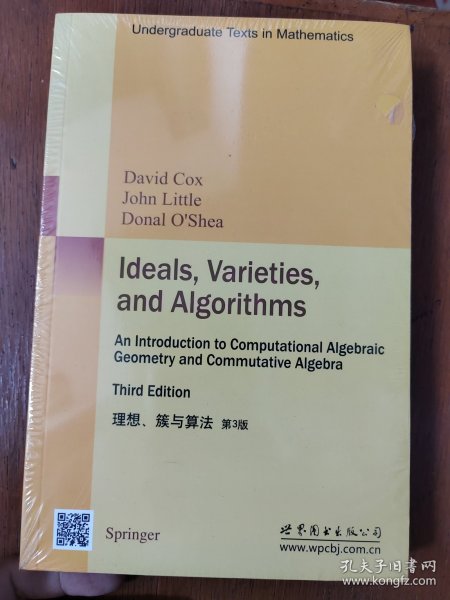 Undergraduate Texts in Mathematics
David Cox
John Little
Donal O'Shea
Ideals, Varieties,
and Algorithms
An Introduction to Computational Algebraic
Geometry and Commutative Algebra
Third Edition
理想、簇与算法 第3版
Springer
世界图书出版公司
www.wpcbj.com.cn
孔夫子旧书网
www.kongfz.com